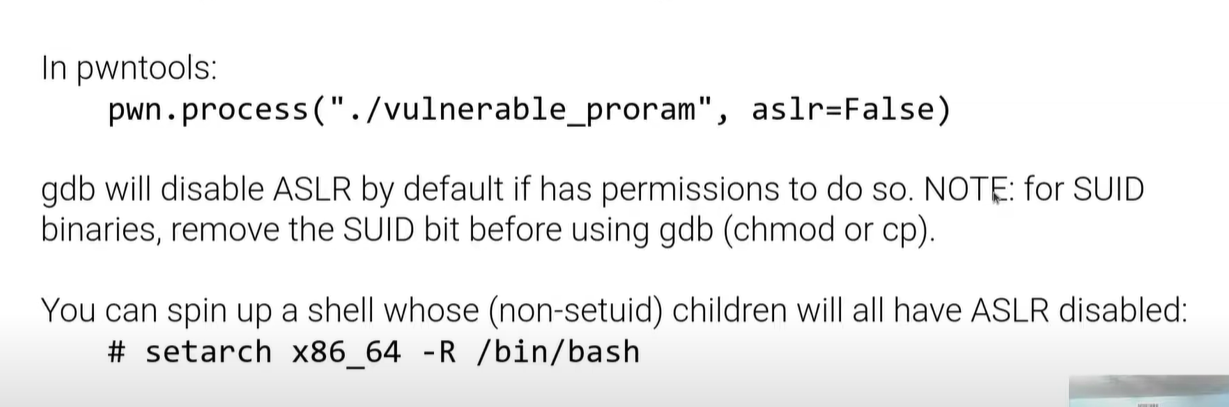 In pwntools:
pwn.process("./vulnerable_proram", aslr=False)
gdb will disable ASLR by default if has permissions to do so. NOTE: for SUID
binaries, remove the SUID bit before using gdb (chmod or cp).
You can spin up a shell whose (non-setuid) children will all have ASLR disabled:
# setarch x86_64 -R /bin/bash